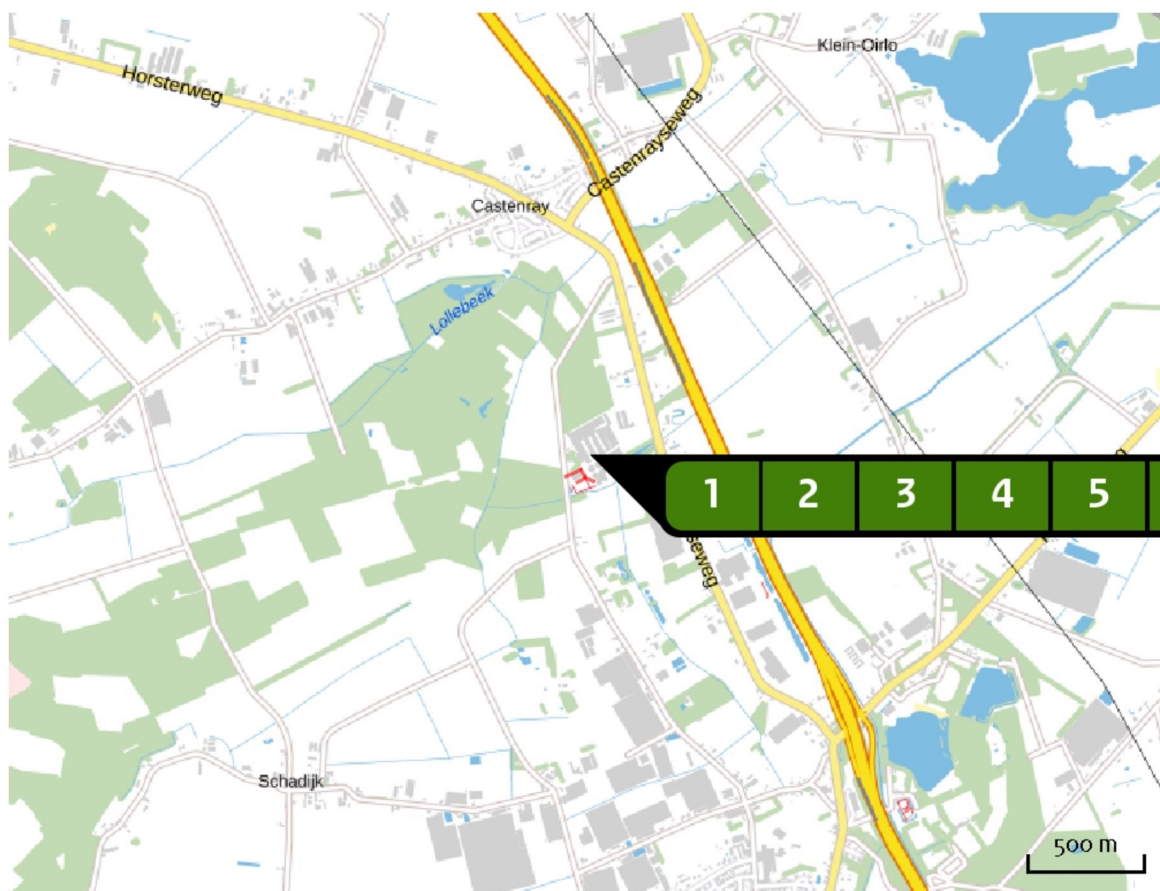 Klein-Oirlo
Horsterweg
Castenrayseweg
Castenray
Lollebeek
1 2 3 4 5
seweg
Schadijk
500 m